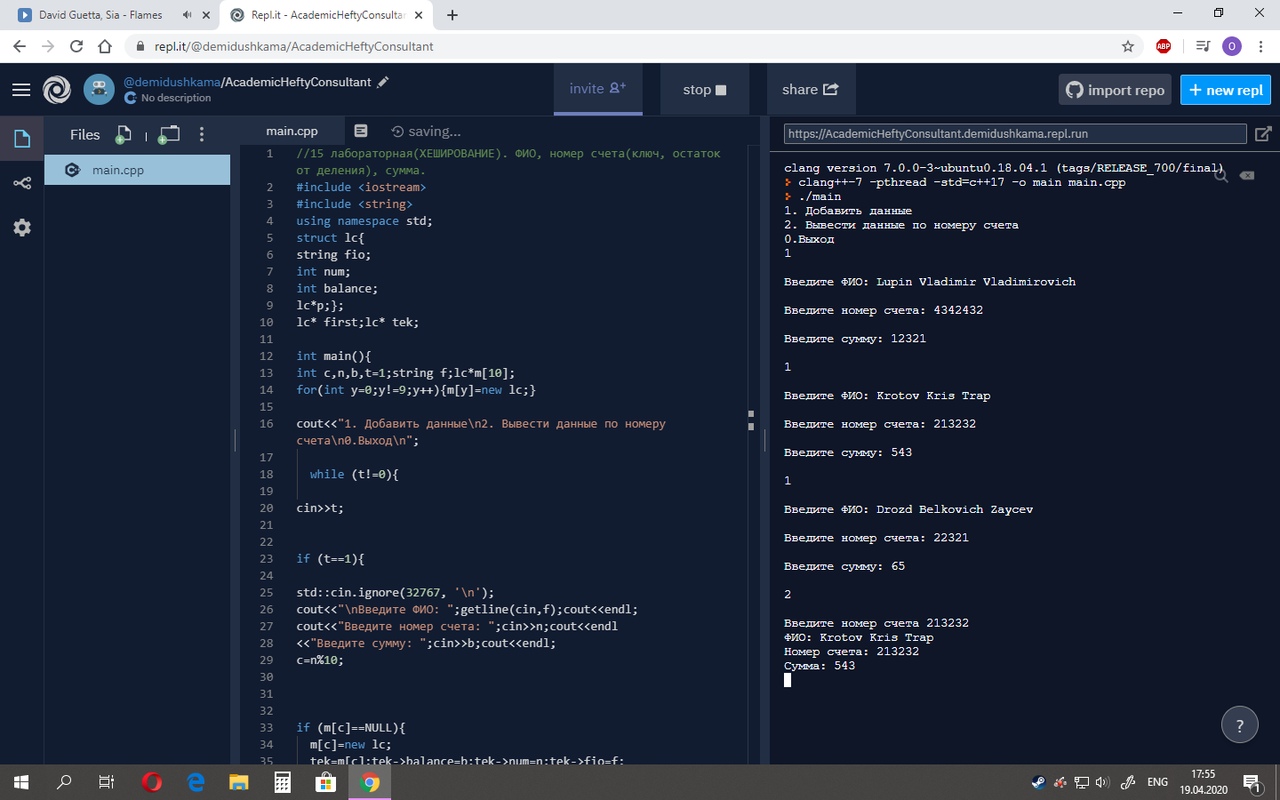 David Guetta, Sia - Flames
Repl.it - AcademicHeftyConsultan
repl.it/@demidushkama/AcademicHeftyConsultant
ABP
O
@demidushkama/AcademicHeftyConsultant
No description
invite
stop
share
import repo
+ new repl
Files
main.cpp
main.cpp
saving...
1 //15 лабораторная(ХЕШИРОВАНИЕ). ФИО, номер счета(ключ, остаток
от деления), сумма.
2 #include <iostream>
3 #include <string>
4 using namespace std;
5 struct lc{
6 string fio;
7 int num;
8 int balance;
9 lc*p;};
10 lc* first;lc* tek;
11
12 int main(){
13 int c,n,b,t=1;string f;lc*m[10];
14 for(int y=0;y!=9;y++){m[y]=new lc;}
15
16 cout<<"1. Добавить данные\n2. Вывести данные по номеру
счета\n0.Выход\n";
17
18 while (t!=0){
19
20 cin>>t;
21
22
23 if (t==1){
24
25 std::cin.ignore(32767, '\n');
26 cout<<"\nВведите ФИО: ";getline(cin,f);cout<<endl;
27 cout<<"Введите номер счета: ";cin>>n;cout<<endl
28 <<"Введите сумму: ";cin>>b;cout<<endl;
29 c=n%10;
30
31
32
33 if (m[c]==NULL){
34 m[c]=new lc;
35 tek=m[c];tek->balance=b;tek->num=n;tek->fio=f;
https://AcademicHeftyConsultant.demidushkama.repl.run
clang version 7.0.0-3~ubuntu0.18.04.1 (tags/RELEASE_700/final)
clang++-7 -pthread -std=c++17 -o main main.cpp
./main
1. Добавить данные
2. Вывести данные по номеру счета
0.Выход
1
Введите ФИО: Lupin Vladimir Vladimirovich
Введите номер счета: 4342432
Введите сумму: 12321
1
Введите ФИО: Krotov Kris Trap
Введите номер счета: 213232
Введите сумму: 543
1
Введите ФИО: Drozd Belkovich Zaycev
Введите номер счета: 22321
Введите сумму: 65
2
Введите номер счета 213232
ФИО: Krotov Kris Trap
Номер счета: 213232
Сумма: 543
?
ENG
17:55
19.04.2020
1